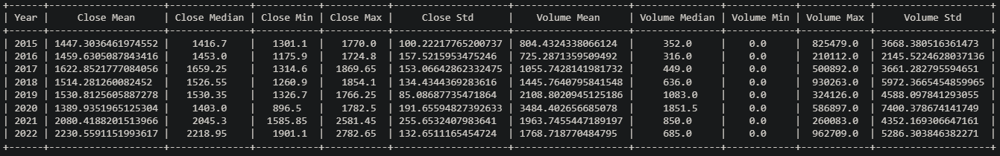 | Year | Close Mean | Close Median | Close Min | Close Max | Close Std | Volume Mean | Volume Median | Volume Min | Volume Max | Volume Std |
| 2015 | 1447.3036461974552 | 1416.7 | 1301.1 | 1770.0 | 100.22217765200737 | 804.4324338066124 | 352.0 | 0.0 | 825479.0 | 3668.380516361473 |
| 2016 | 1459.6305087843416 | 1453.0 | 1175.9 | 1724.8 | 157.5215953475246 | 725.2871359509492 | 316.0 | 0.0 | 210112.0 | 2145.5224628037136 |
| 2017 | 1622.8521777084056 | 1659.25 | 1314.6 | 1869.65 | 153.06642862332475 | 1055.7428141981732 | 449.0 | 0.0 | 500892.0 | 3661.282795594651 |
| 2018 | 1514.281260082452 | 1526.55 | 1260.9 | 1854.1 | 134.4344369283616 | 1445.7640795841548 | 636.0 | 0.0 | 930263.0 | 5972.3665454859965 |
| 2019 | 1530.8125605887278 | 1530.35 | 1326.7 | 1766.25 | 85.08687735471864 | 2108.8020945125186 | 1083.0 | 0.0 | 324126.0 | 4588.097841293055 |
| 2020 | 1389.9351965125304 | 1403.0 | 896.5 | 1782.5 | 191.65594827392633 | 3484.402656685078 | 1851.5 | 0.0 | 586897.0 | 7400.378674141749 |
| 2021 | 2080.4188201513966 | 2045.3 | 1585.85 | 2581.45 | 255.6532407983641 | 1963.7455447189197 | 850.0 | 0.0 | 260083.0 | 4352.169306647161 |
| 2022 | 2230.5591151993617 | 2218.95 | 1901.1 | 2782.65 | 132.6511165454724 | 1768.718770484795 | 685.0 | 0.0 | 962709.0 | 5286.303846382271 |